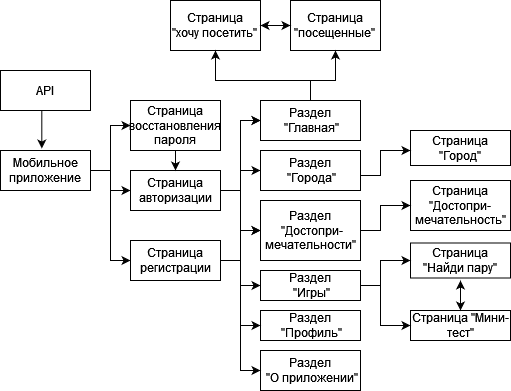 Страница
"хочу посетить"
Страница
"посещенные"
API
Мобильное
приложение
Страница
восстановления
пароля
Страница
авторизации
Страница
регистрации
Раздел
"Главная"
Раздел
"Города"
Раздел
"Достопри-
мечательности"
Раздел
"Игры"
Раздел
"Профиль"
Раздел
"О приложении"
Страница
"Город"
Страница
"Достопри-
мечательность"
Страница
"Найди пару"
Страница "Мини-
тест"